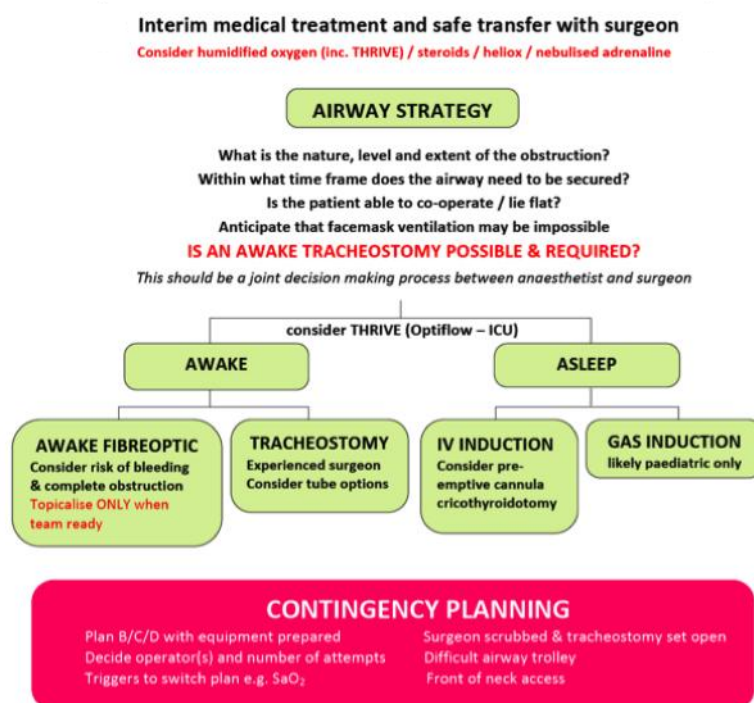 Interim medical treatment and safe transfer with surgeon
Consider humidified oxygen (inc. THRIVE) / steroids / heliox / nebulised adrenaline
AIRWAY STRATEGY
What is the nature, level and extent of the obstruction?
Within what time frame does the airway need to be secured?
Is the patient able to co-operate / lie flat?
Anticipate that facemask ventilation may be impossible
IS AN AWAKE TRACHEOSTOMY POSSIBLE & REQUIRED?
This should be a joint decision making process between anaesthetist and surgeon
consider THRIVE (Optiflow – ICU)
AWAKE
ASLEEP
AWAKE FIBREOPTIC
Consider risk of bleeding
& complete obstruction
Topicalise ONLY when
team ready
TRACHEOSTOMY
Experienced surgeon
Consider tube options
IV INDUCTION
Consider pre-
emptive cannula
cricothyroidotomy
GAS INDUCTION
likely paediatric only
CONTINGENCY PLANNING
Plan B/C/D with equipment prepared
Decide operator(s) and number of attempts
Triggers to switch plan e.g. SaO₂
Surgeon scrubbed & tracheostomy set open
Difficult airway trolley
Front of neck access